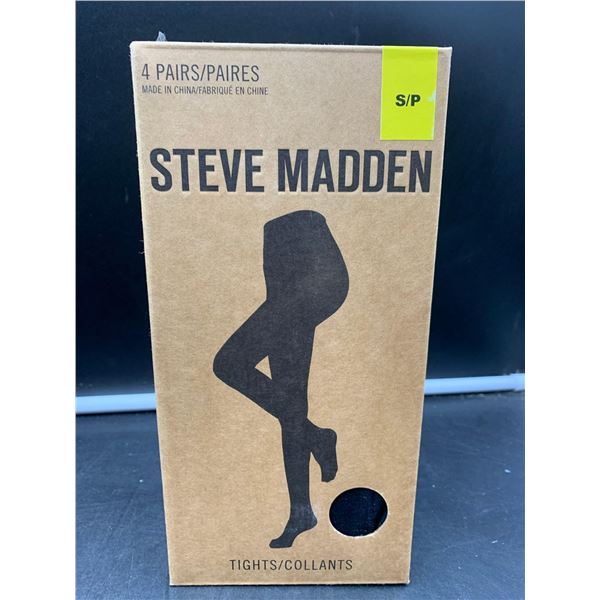 4 PAIRS/PAIRES
MADE IN CHINA/FABRIQUÉ EN CHINE
S/P
STEVE MADDEN
TIGHTS/COLLANTS